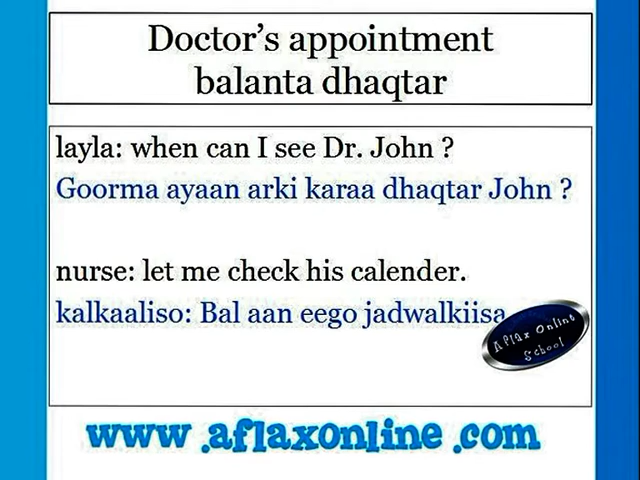 Doctor’s appointment
balanta dhaqtar
layla: when can I see Dr. John ?
Goorma ayaan arki karaa dhaqtar John ?
nurse: let me check his calender.
kalkaaliso: Bal aan eego jadwalkiisa
Aflax Online
School
www .aflaxonline .com